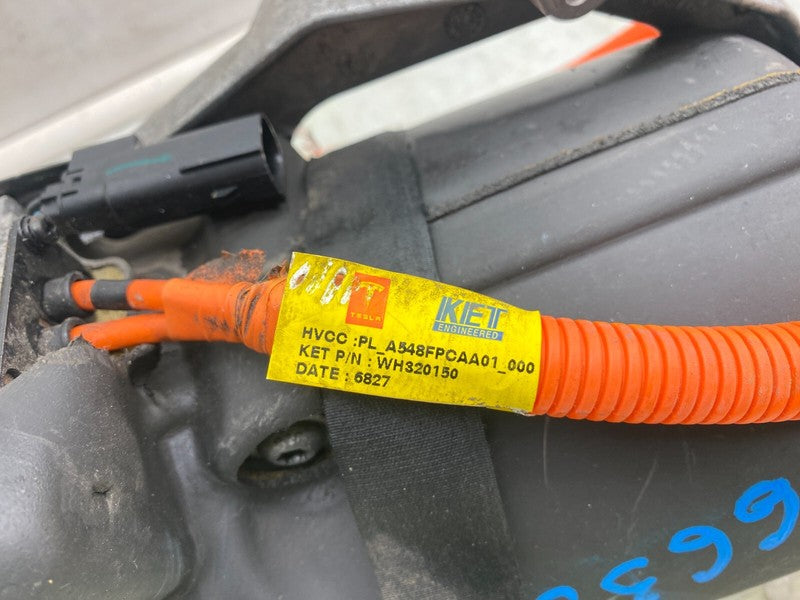 TESLA
KET
ENGINEERED
HVCC :PL_A548FPCAA01_000
KET P/N : WH320150
DATE : 6827